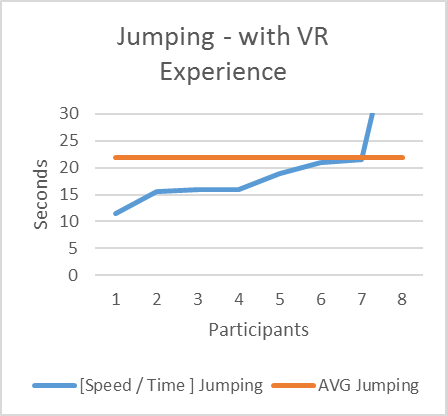 Jumping - with VR
Experience
30
25
20
15
10
5
0
Seconds
1 2 3 4 5 6 7 8
Participants
[Speed / Time ] Jumping AVG Jumping